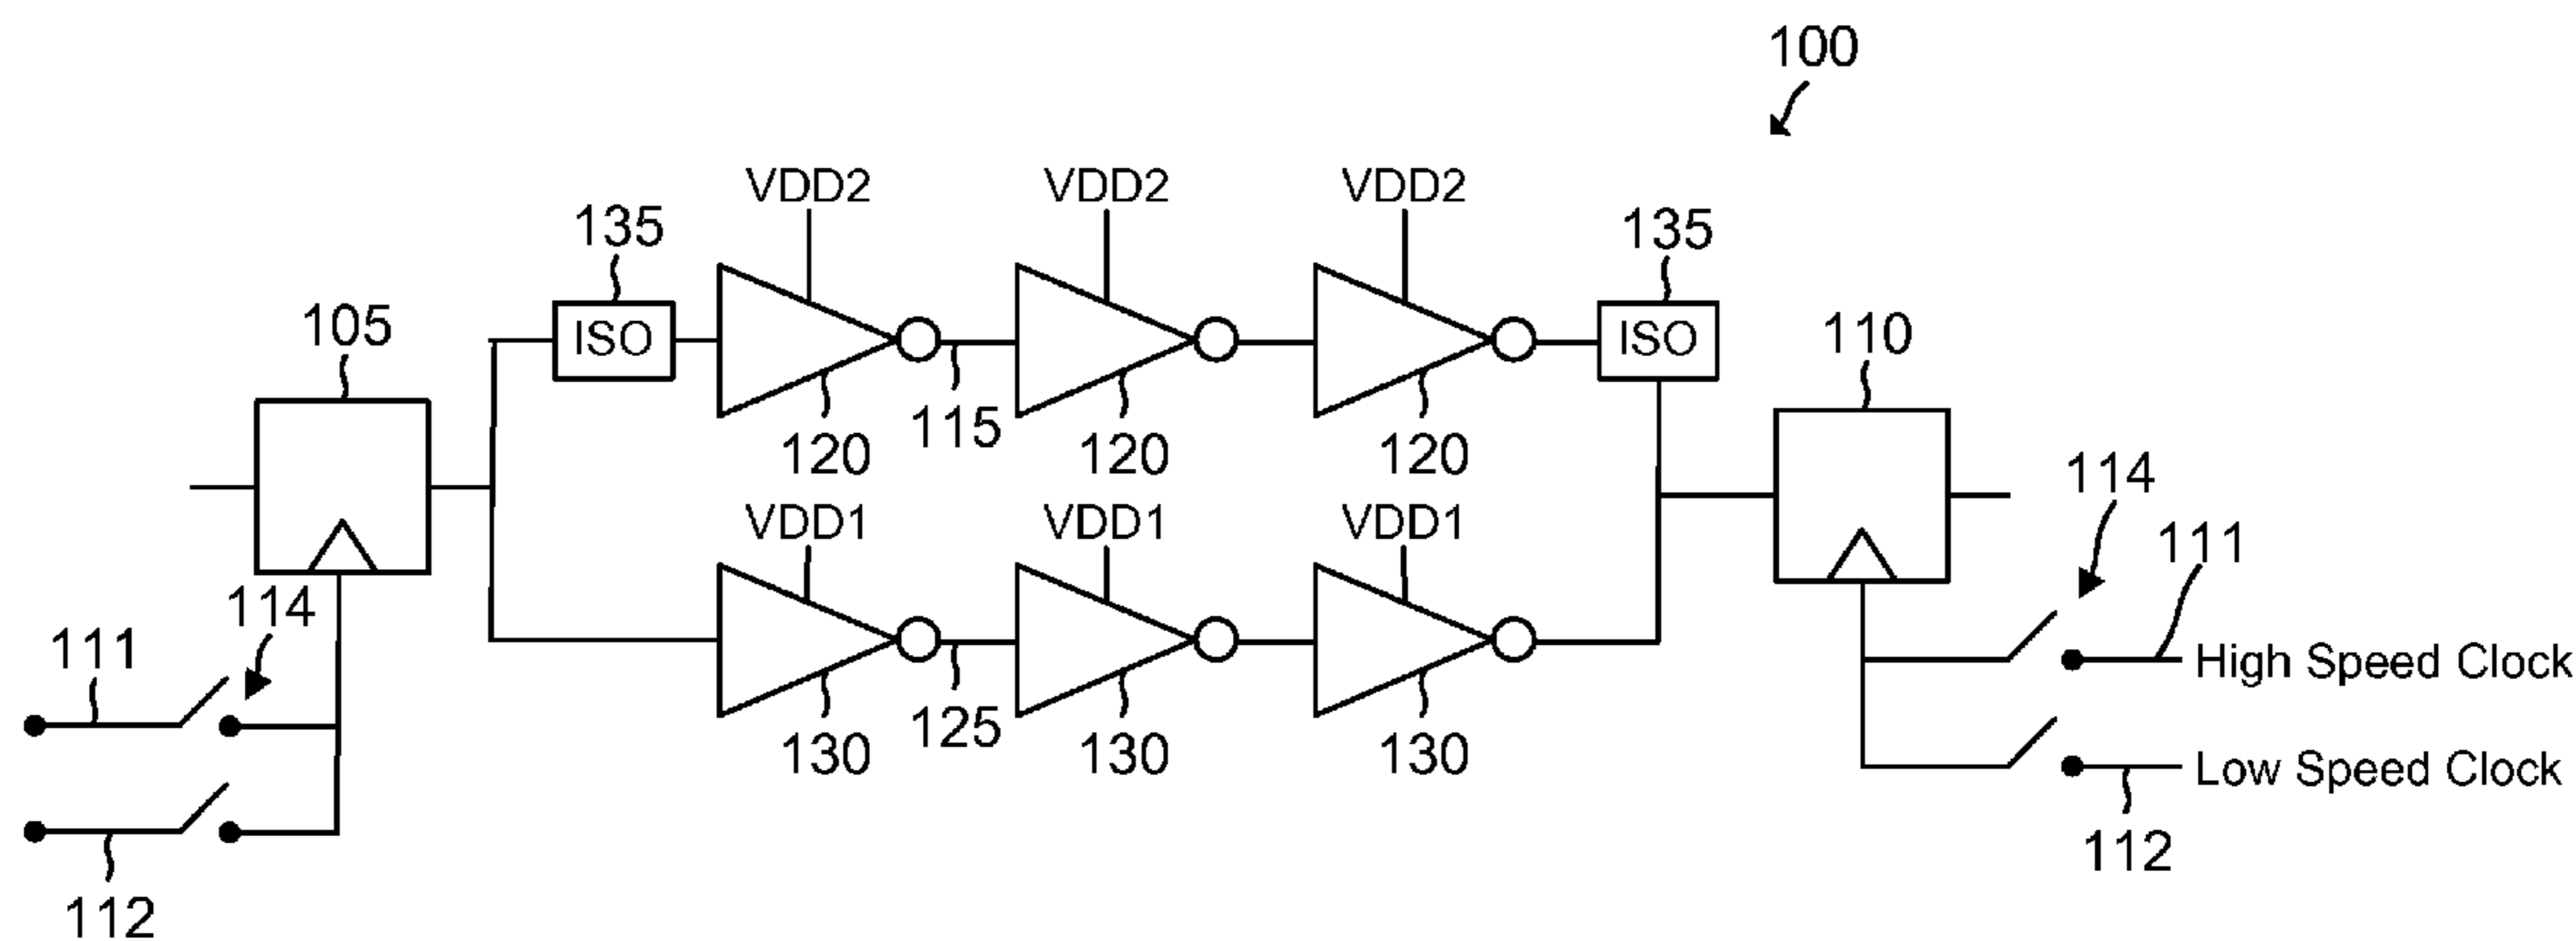 100
VDD2 VDD2 VDD2
135 135
ISO ISO
105 110
120 115 120 120
114
VDD1 VDD1 VDD1
111
114
111 High Speed Clock
130 125 130 130
Low Speed Clock
112
112